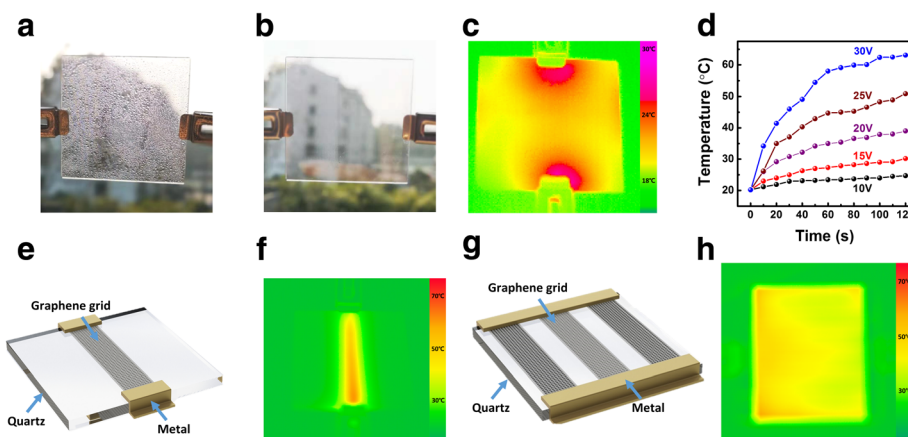 a
b
c
30°C
24°C
18°C
d
Temperature (°C)
60
50
40
30
20
30V
25V
20V
15V
10V
0 20 40 60 80 100 120
Time (s)
e
Graphene grid
Quartz
Metal
f
70°C
50°C
30°C
g
Graphene grid
Quartz
Metal
h
70°C
50°C
30°C